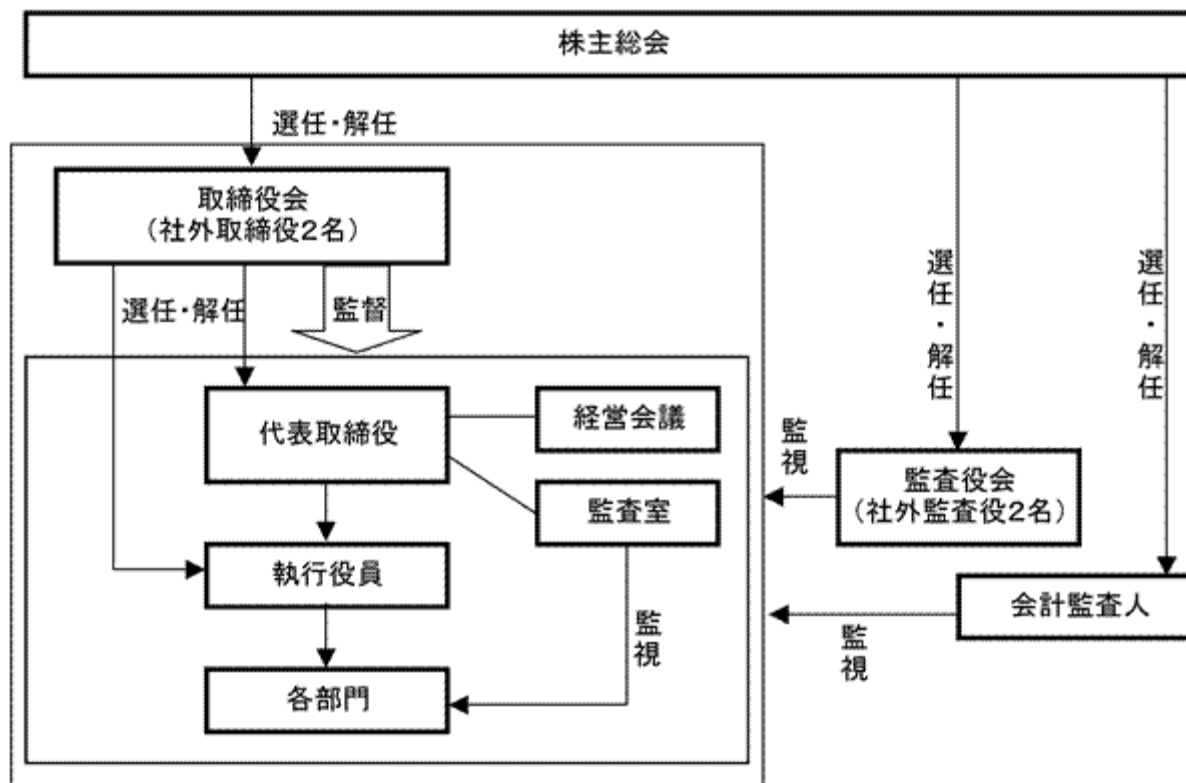 株主総会
選任・解任
取締役会
（社外取締役2名）
選任・解任
監督
選任・解任
選任・解任
代表取締役
経営会議
監視
監査役会
（社外監査役2名）
監査室
執行役員
会計監査人
監視
監視
各部門